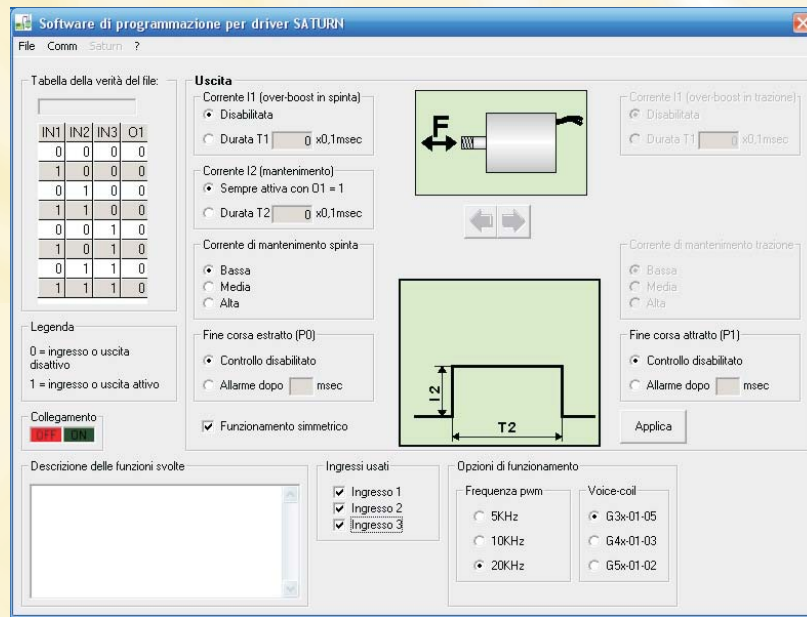 Software di programmazione per driver SATURN
File Comm Saturn ?
Tabella della verità del file:
IN1 IN2 IN3 O1
0 0 0 0
1 0 0 0
0 1 0 0
1 1 0 0
0 0 1 0
1 0 1 0
0 1 1 0
1 1 1 0
Legenda
0 = ingresso o uscita
disattivo
1 = ingresso o uscita attivo
Collegamento
OFF ON
Uscita
Corrente I1 (over-boost in spinta)
Disabilitata
Durata T1 0 x0,1msec
Corrente I2 (mantenimento)
Sempre attiva con O1 = 1
Durata T2 0 x0,1msec
Corrente di mantenimento spinta
Bassa
Media
Alta
Fine corsa estratto (P0)
Controllo disabilitato
Allarme dopo msec
Funzionamento simmetrico
F
I2
T2
Corrente I1 (over-boost in trazione)
Disabilitata
Durata T1 0 x0,1msec
Corrente di mantenimento trazione
Bassa
Media
Alta
Fine corsa attratto (P1)
Controllo disabilitato
Allarme dopo msec
Applica
Descrizione delle funzioni svolte
Ingressi usati
Ingresso 1
Ingresso 2
Ingresso 3
Opzioni di funzionamento
Frequenza pwm
5KHz
10KHz
20KHz
Voice-coil
G3x-01-05
G4x-01-03
G5x-01-02